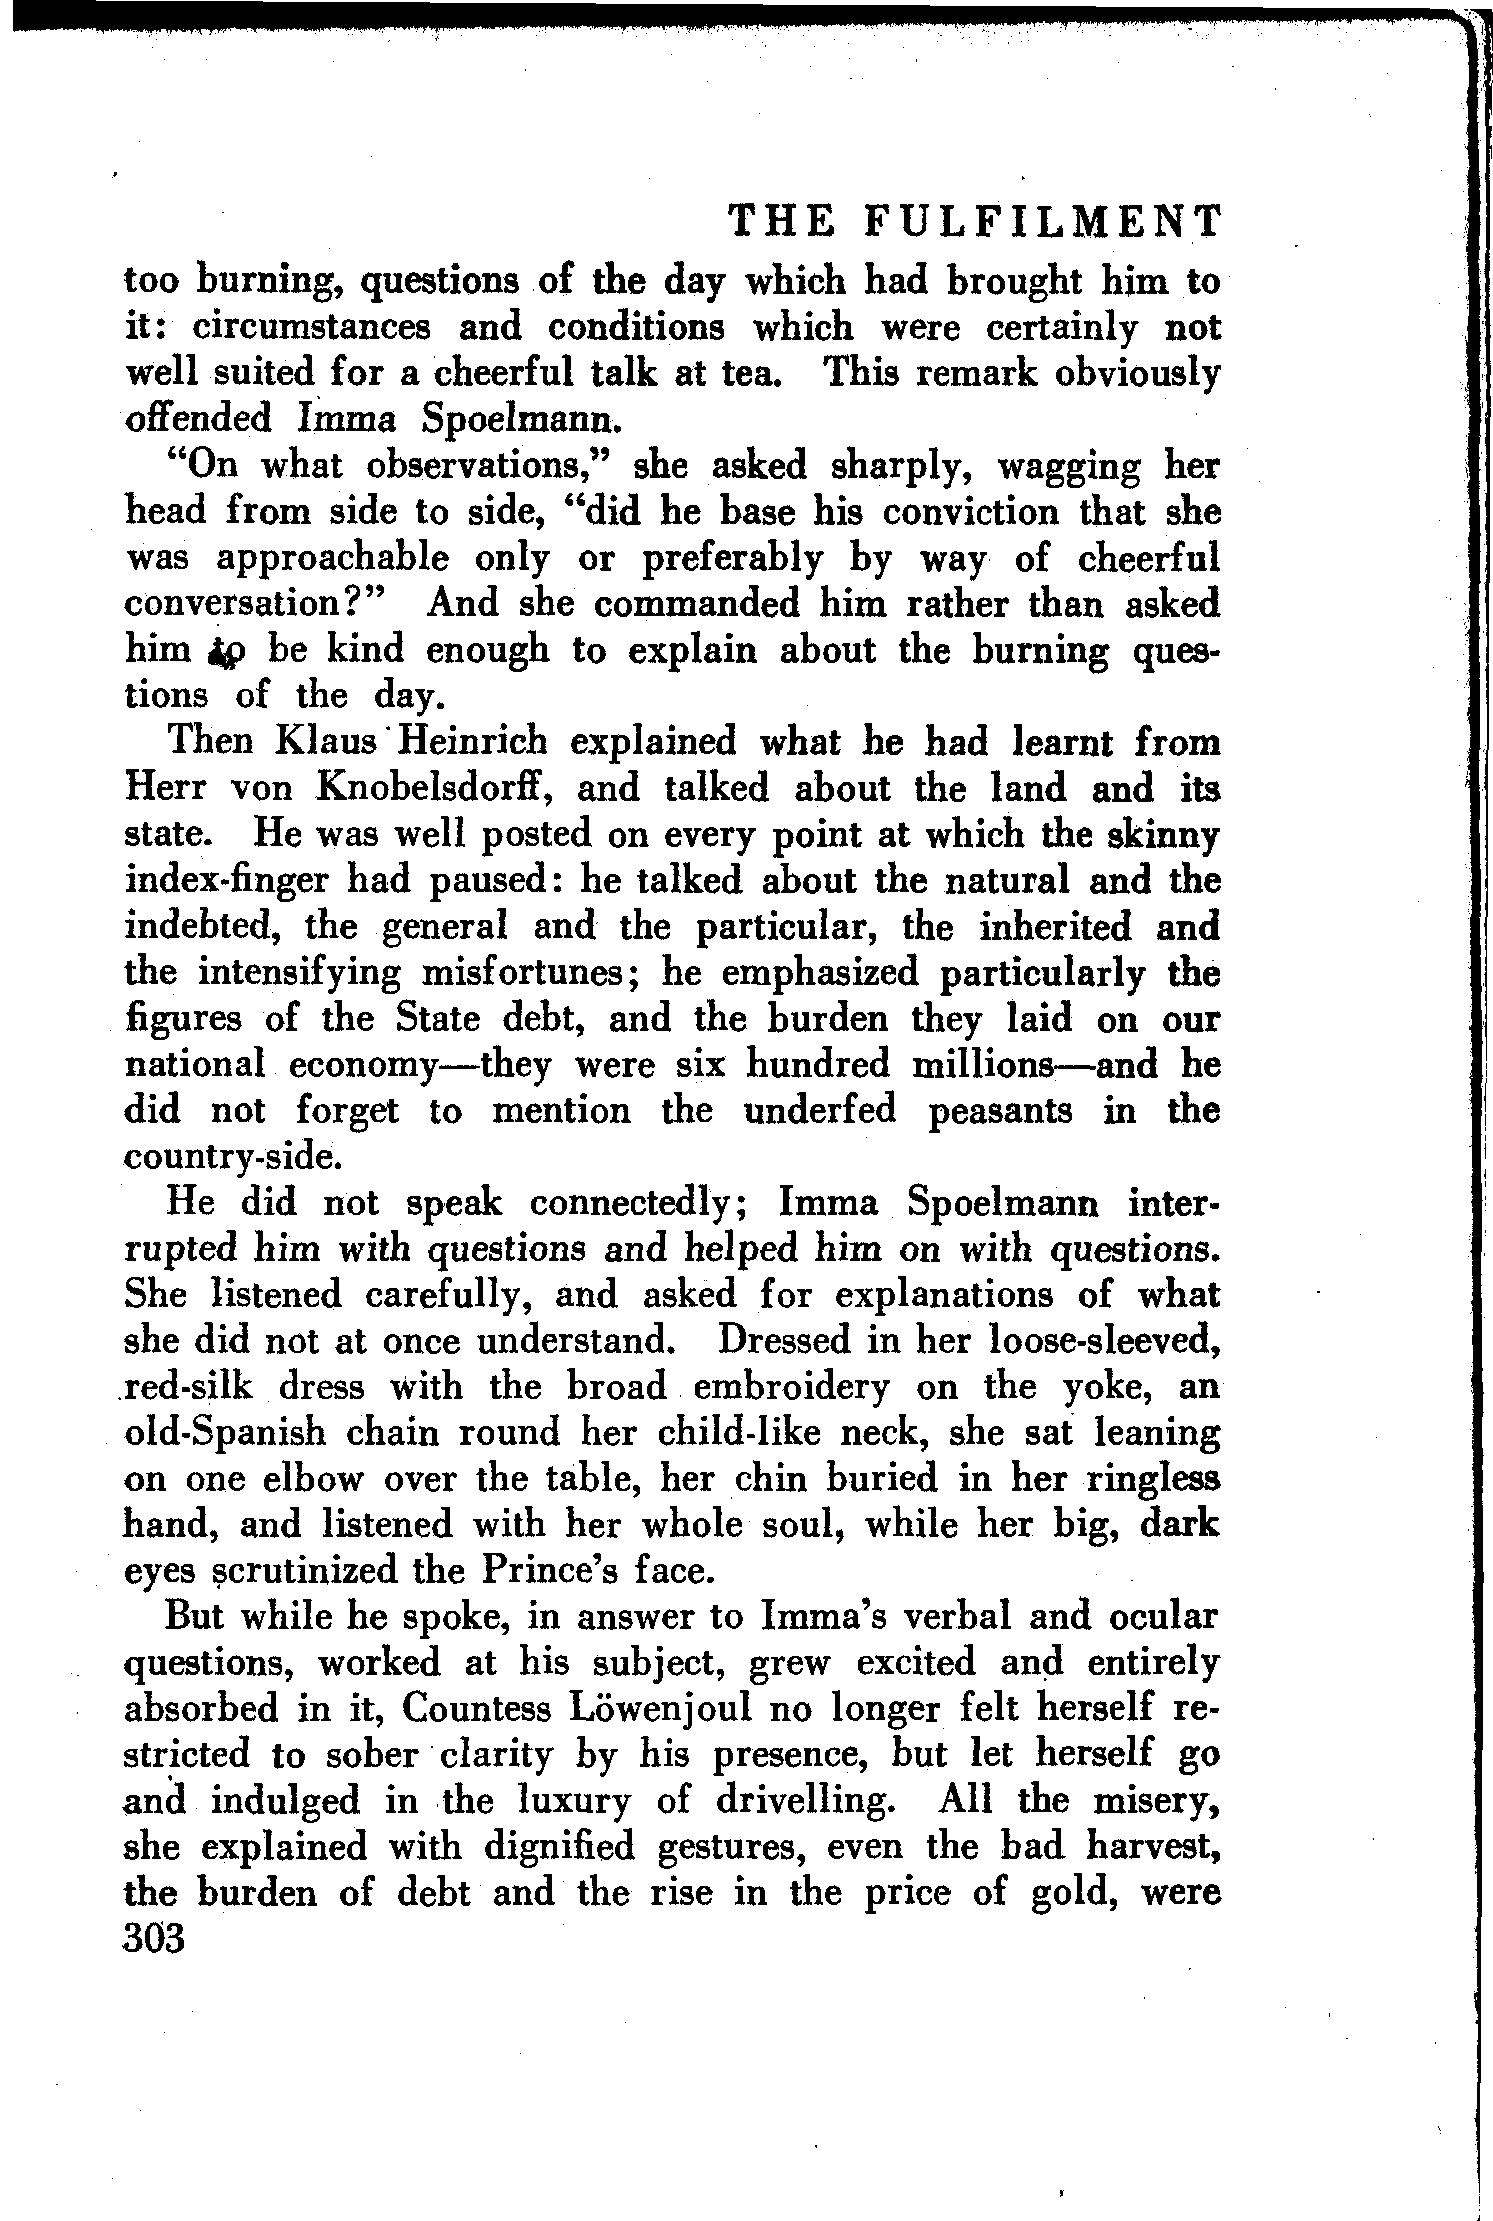 THE FULFILMENT
too burning, questions of the day which had brought him to
it: circumstances and conditions which were certainly not
well suited for a cheerful talk at tea. This remark obviously
offended Imma Spoelmann.
“On what observations,” she asked sharply, wagging her
head from side to side, “did he base his conviction that she
was approachable only or preferably by way of cheerful
conversation?” And she commanded him rather than asked
him to be kind enough to explain about the burning ques-
tions of the day.
Then Klaus Heinrich explained what he had learnt from
Herr von Knobelsdorff, and talked about the land and its
state. He was well posted on every point at which the skinny
index-finger had paused: he talked about the natural and the
indebted, the general and the particular, the inherited and
the intensifying misfortunes; he emphasized particularly the
figures of the State debt, and the burden they laid on our
national economy—they were six hundred millions—and he
did not forget to mention the underfed peasants in the
country-side.
He did not speak connectedly; Imma Spoelmann inter-
rupted him with questions and helped him on with questions.
She listened carefully, and asked for explanations of what
she did not at once understand. Dressed in her loose-sleeved,
red-silk dress with the broad embroidery on the yoke, an
old-Spanish chain round her child-like neck, she sat leaning
on one elbow over the table, her chin buried in her ringless
hand, and listened with her whole soul, while her big, dark
eyes scrutinized the Prince’s face.
But while he spoke, in answer to Imma’s verbal and ocular
questions, worked at his subject, grew excited and entirely
absorbed in it, Countess Löwenjoul no longer felt herself re-
stricted to sober clarity by his presence, but let herself go
and indulged in the luxury of drivelling. All the misery,
she explained with dignified gestures, even the bad harvest,
the burden of debt and the rise in the price of gold, were
303